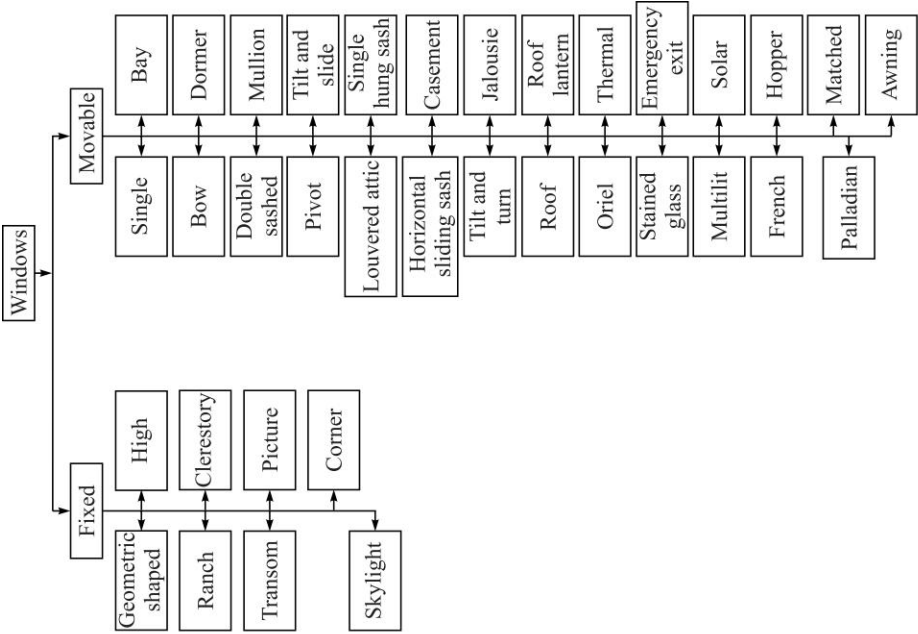 Windows
Fixed
Movable
Geometric
shaped
High
Ranch
Clerestory
Transom
Picture
Corner
Skylight
Single
Bay
Bow
Dormer
Double
sashed
Mullion
Pivot
Tilt and
slide
Louvered attic
Single
hung sash
Horizontal
sliding sash
Casement
Tilt and
turn
Jalousie
Roof
Roof
lantern
Oriel
Thermal
Stained
glass
Emergency
exit
Multilit
Solar
French
Hopper
Matched
Palladian
Awning